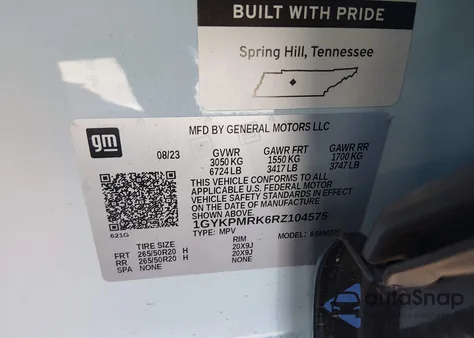 BUILT WITH PRIDE
Spring Hill, Tennessee
gm
MFD BY GENERAL MOTORS LLC
08/23 GVWR GAWR FRT GAWR RR
3050 KG 1550 KG 1700 KG
6724 LB 3417 LB 3747 LB
THIS VEHICLE CONFORMS TO ALL
APPLICABLE U.S. FEDERAL MOTOR
VEHICLE SAFETY STANDARDS IN EFFECT
ON THE DATE OF MANUFACTURE
SHOWN ABOVE.
1GYKPMRK6RZ104575
621G
TYPE: MPV MODEL:
TIRE SIZE RIM
FRT 265/50R20 H 20X9J
RR 265/50R20 H 20X9J
SPA NONE NONE
autoSnap